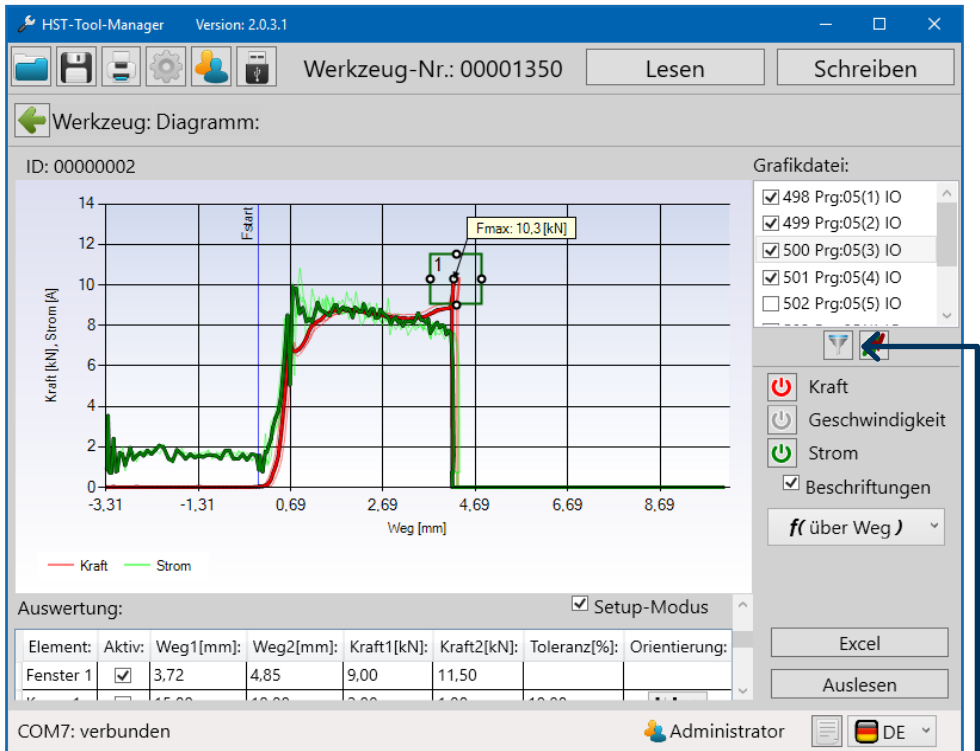 HST-Tool-Manager Version: 2.0.3.1
Werkzeug-Nr.: 00001350 Lesen Schreiben
Werkzeug: Diagramm:
ID: 00000002
Grafikdatei:
498 Prg:05(1) IO
499 Prg:05(2) IO
500 Prg:05(3) IO
501 Prg:05(4) IO
502 Prg:05(5) IO
Kraft
Geschwindigkeit
Strom
Beschriftungen
f( über Weg )
Excel
Auslesen
Kraft [kN], Strom [A]
14
12
10
8
6
4
2
0
Fstart
Fmax: 10,3 [kN]
1
-3,31 -1,31 0,69 2,69 4,69 6,69 8,69
Weg [mm]
Kraft Strom
Auswertung: Setup-Modus
Element: Aktiv: Weg1[mm]: Weg2[mm]: Kraft1[kN]: Kraft2[kN]: Toleranz[%]: Orientierung:
Fenster 1 3,72 4,85 9,00 11,50
COM7: verbunden Administrator DE